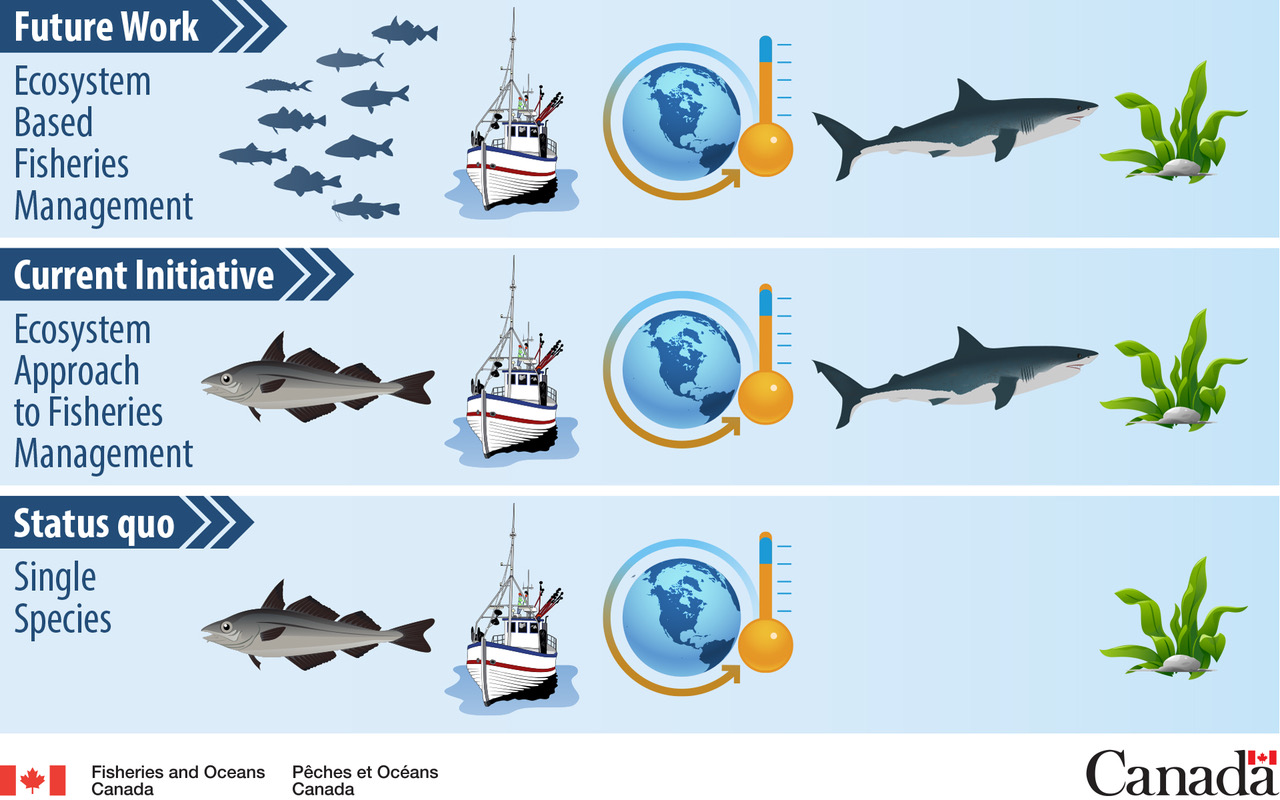 Future Work
Ecosystem
Based
Fisheries
Management
Current Initiative
Ecosystem
Approach
to Fisheries
Management
Status quo
Single
Species
Fisheries and Oceans
Canada
Pêches et Océans
Canada
Canada